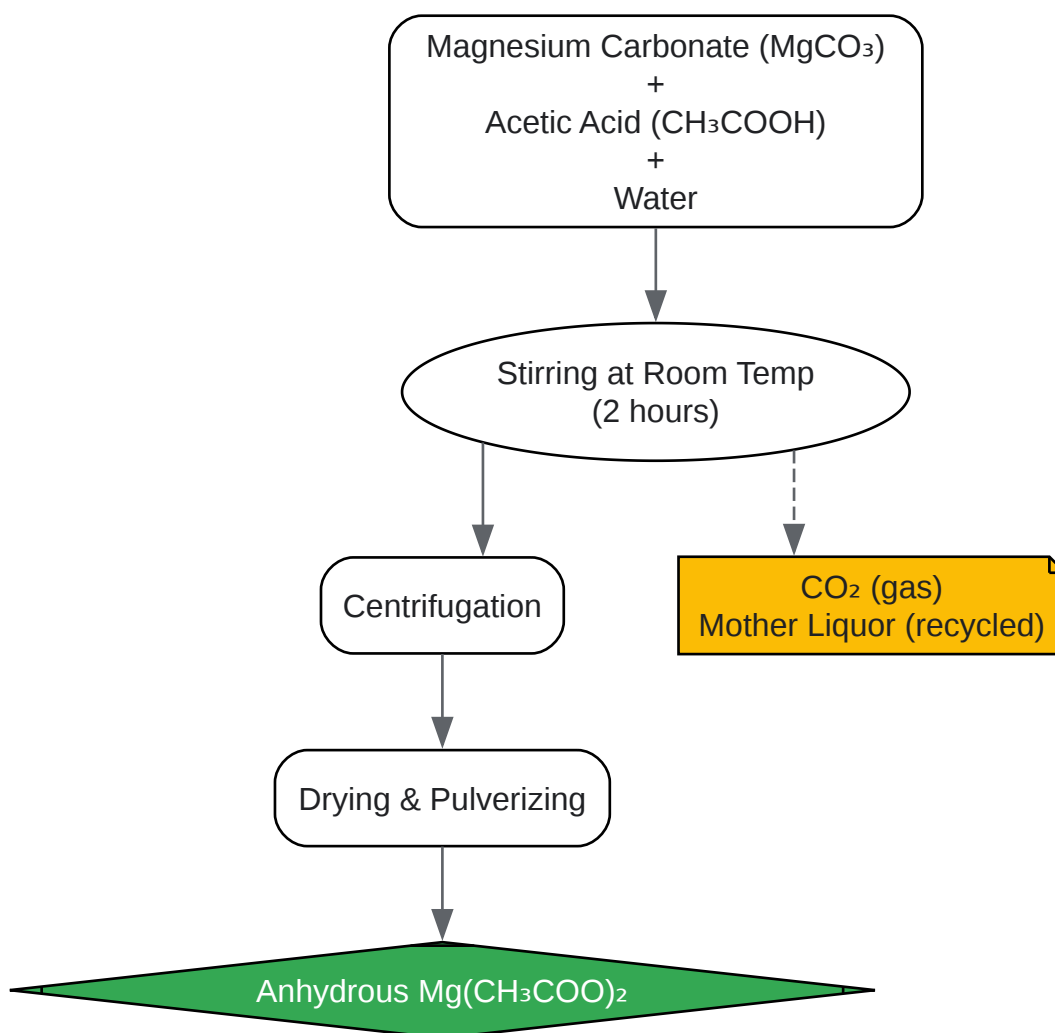 Magnesium Carbonate (MgCO₃)
+
Acetic Acid (CH₃COOH)
+
Water
Stirring at Room Temp
(2 hours)
Centrifugation
CO₂ (gas)
Mother Liquor (recycled)
Drying & Pulverizing
Anhydrous Mg(CH₃COO)₂